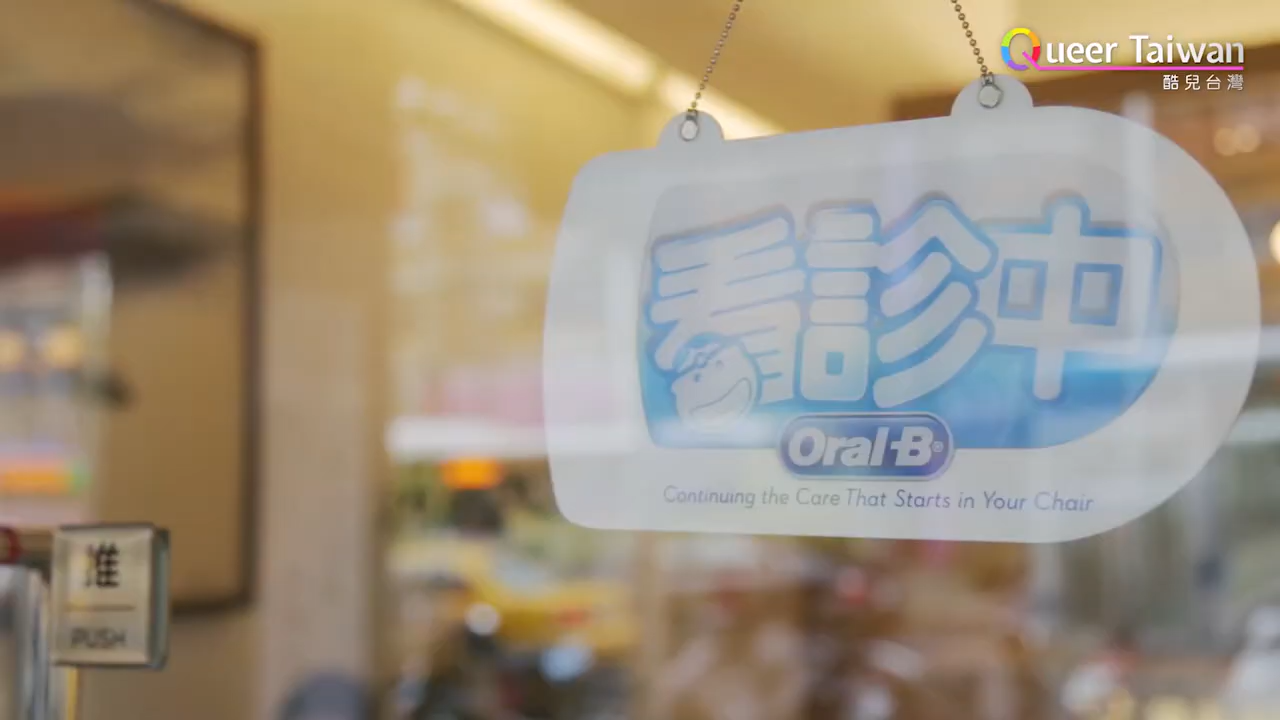 Queer Taiwan
酷兒台灣
看診中
Oral-B®
Continuing the Care That Starts in Your Chair
推
PUSH